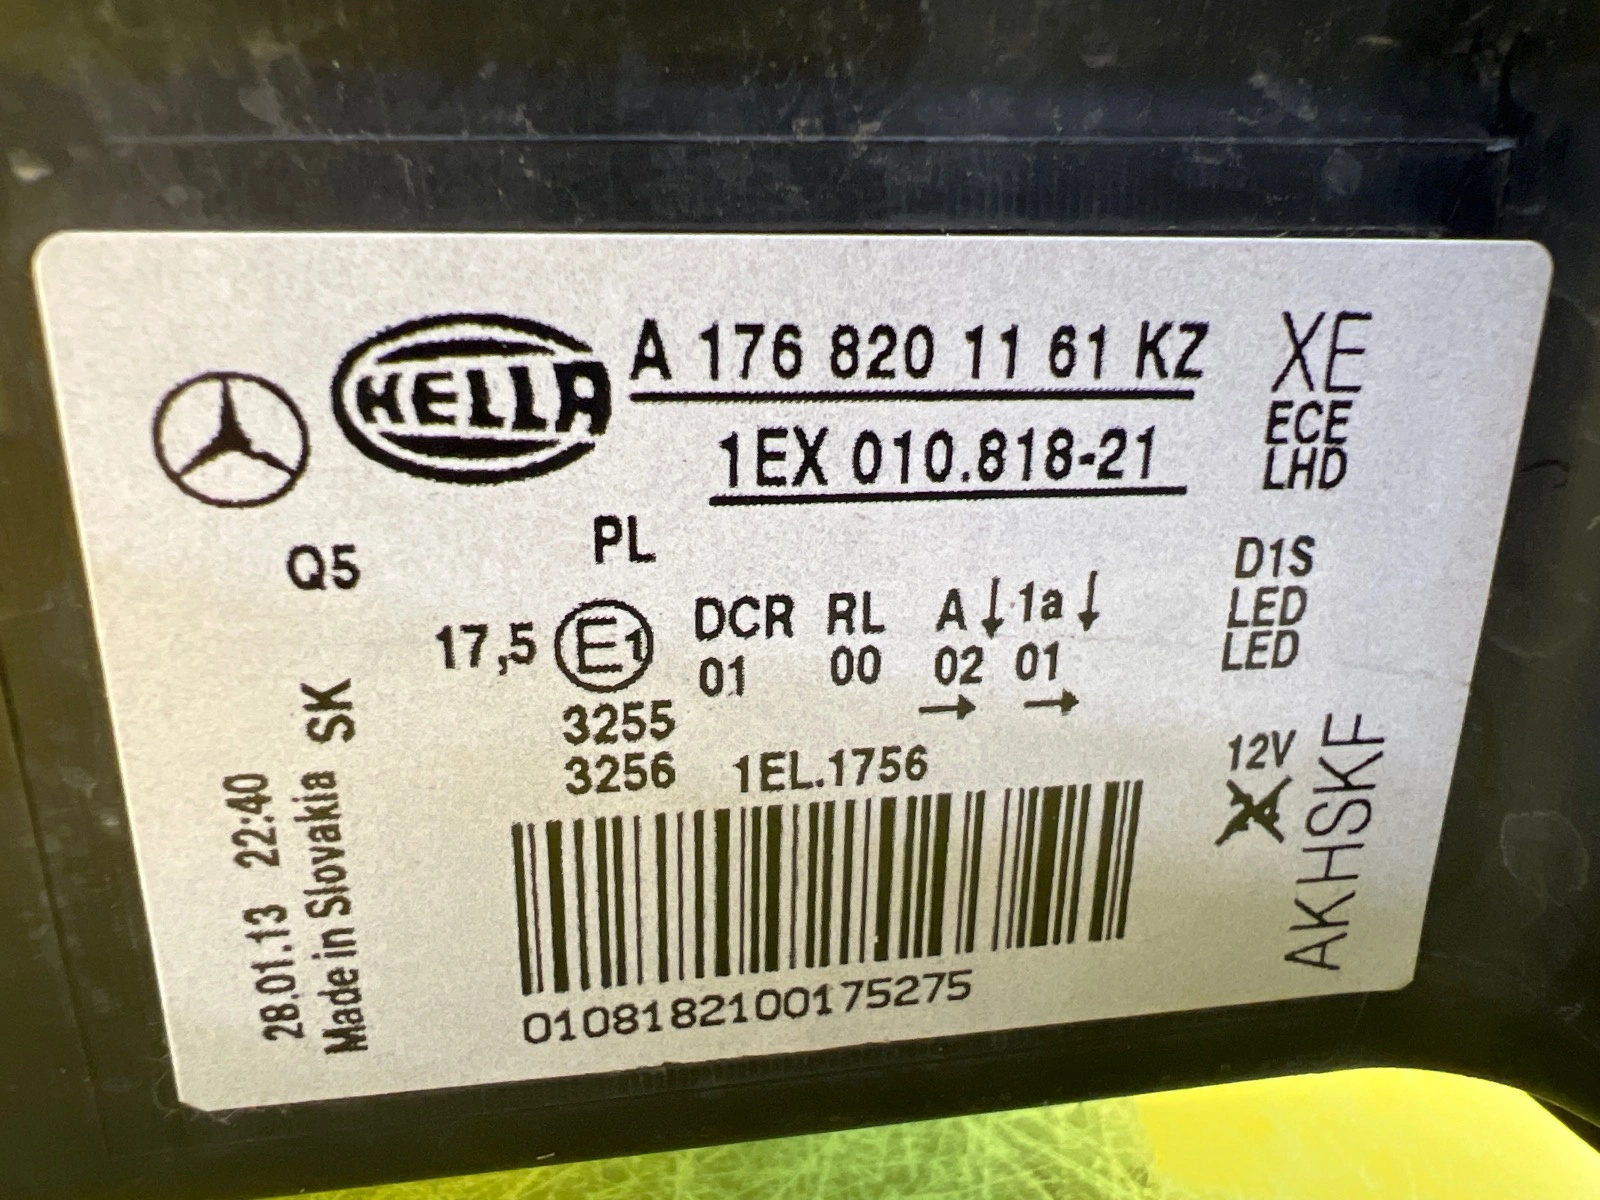 HELLA
A 176 820 11 61 KZ
1EX 010.818-21
XE
ECE
LHD
Q5
PL
D1S
LED
LED
17,5 E1 DCR RL A↓ 1a↓
01 00 02 01
→ →
3255
3256 1EL.1756
12V
AKHSKF
28.01.13 22:40
Made in Slovakia SK
0108182100175275